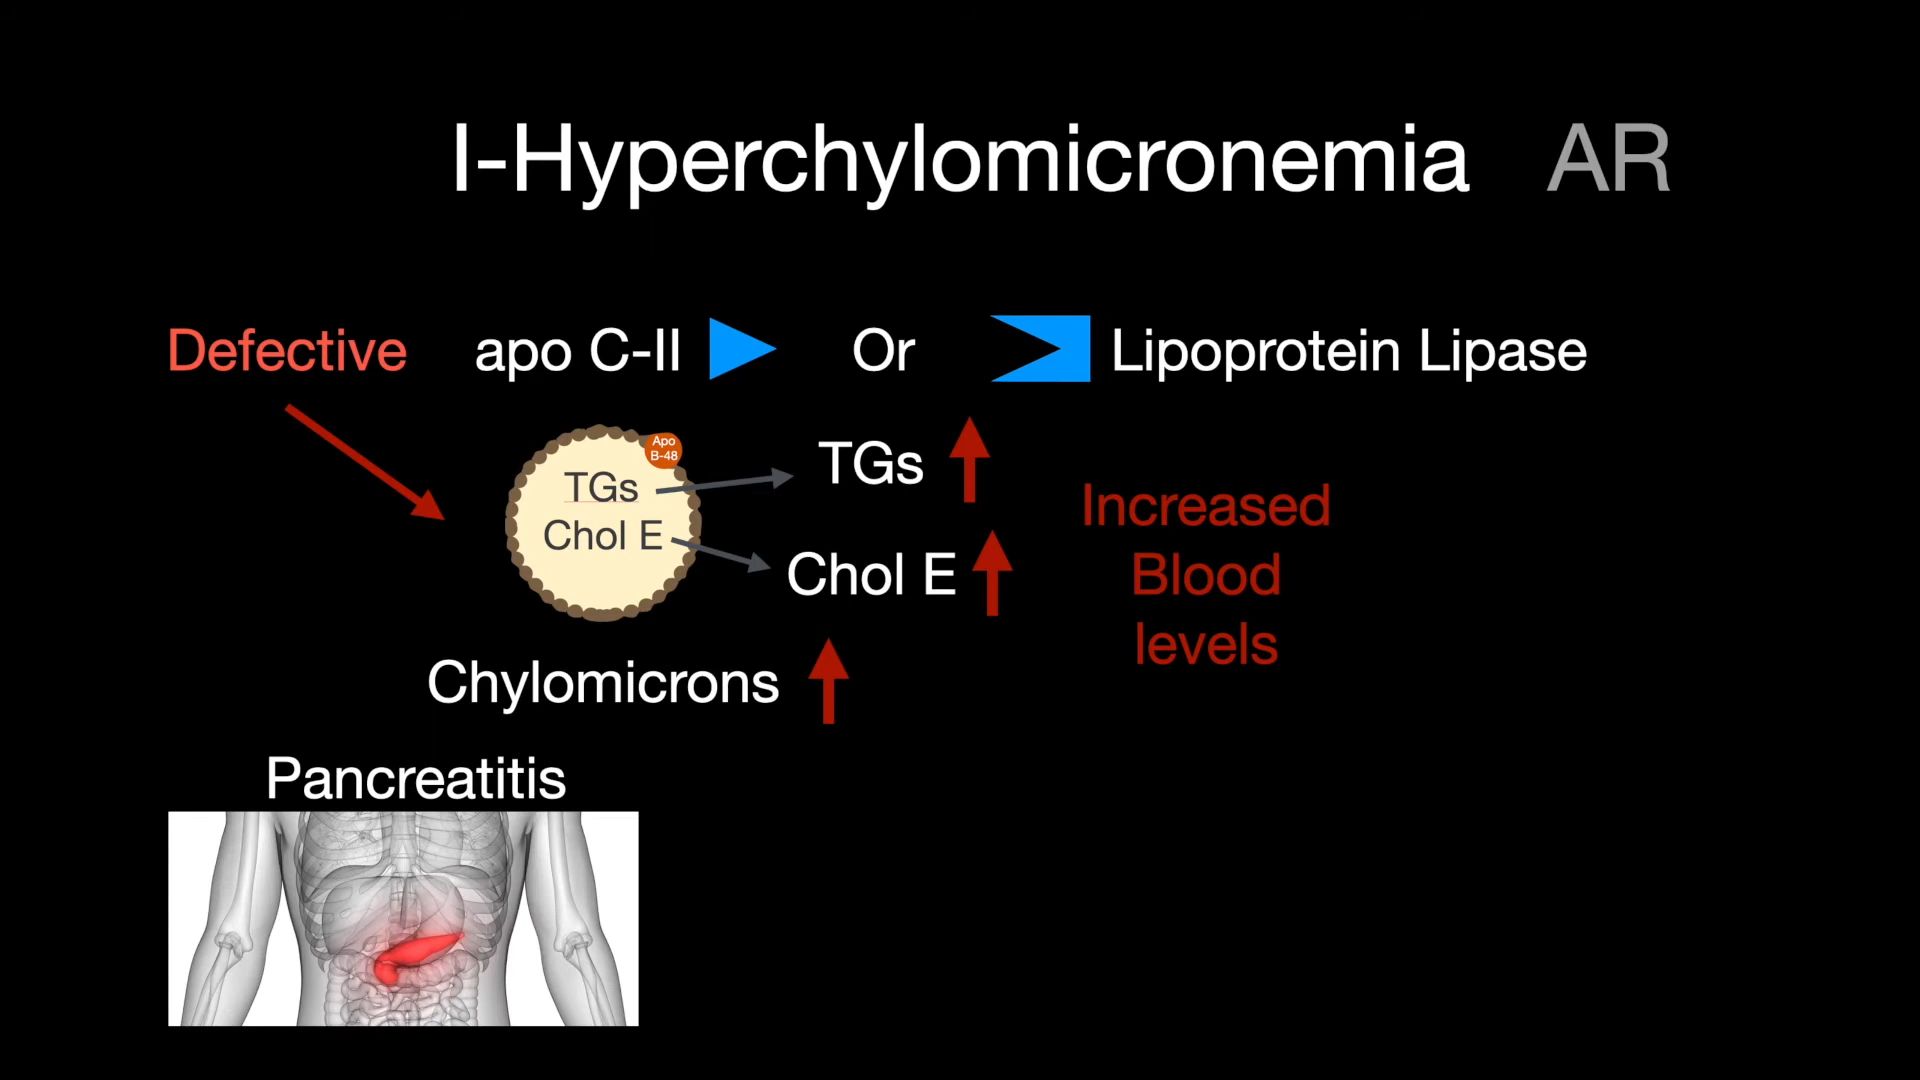 I-Hyperchylomicronemia AR
Defective apo C-II Or Lipoprotein Lipase
Apo
B-48
TGs
Chol E
TGs
Chol E
Increased
Blood
levels
Chylomicrons
Pancreatitis